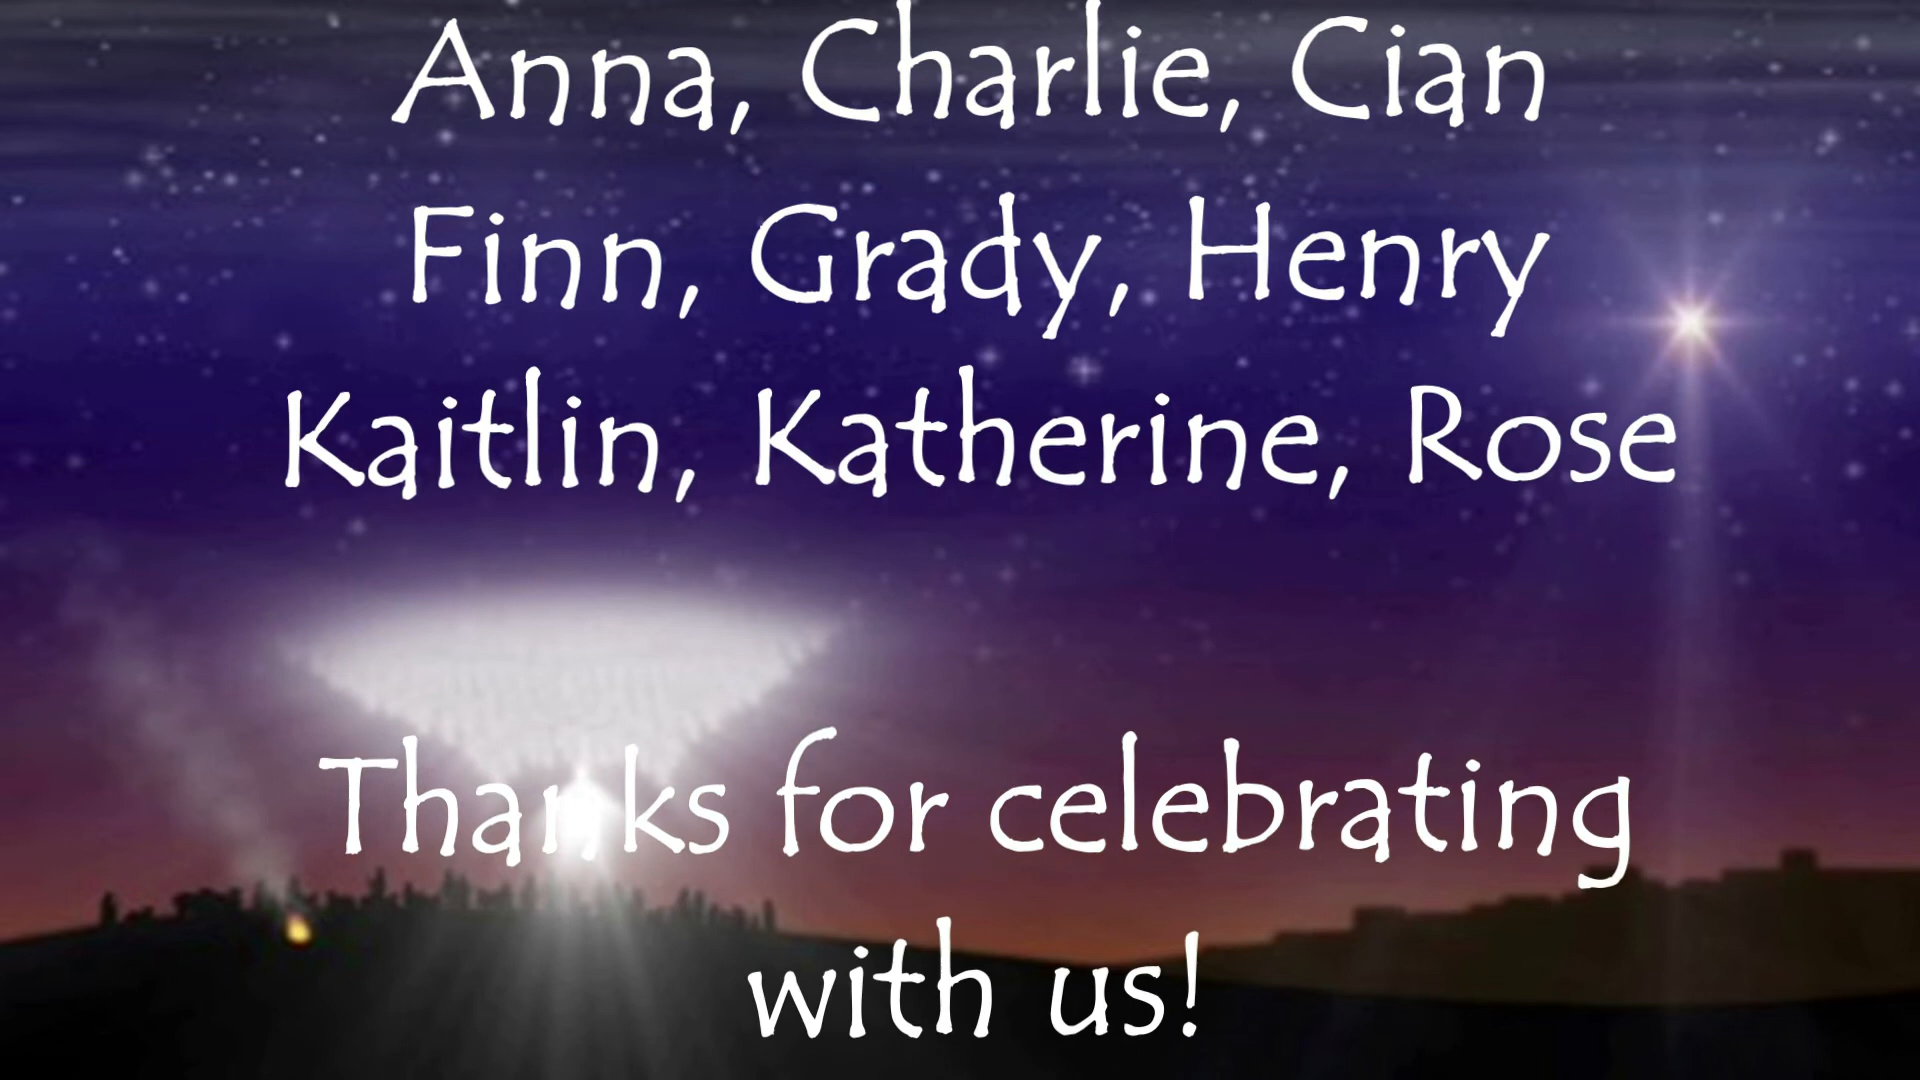 Anna, Charlie, Cian
Finn, Grady, Henry
Kaitlin, Katherine, Rose
Thanks for celebrating
with us!